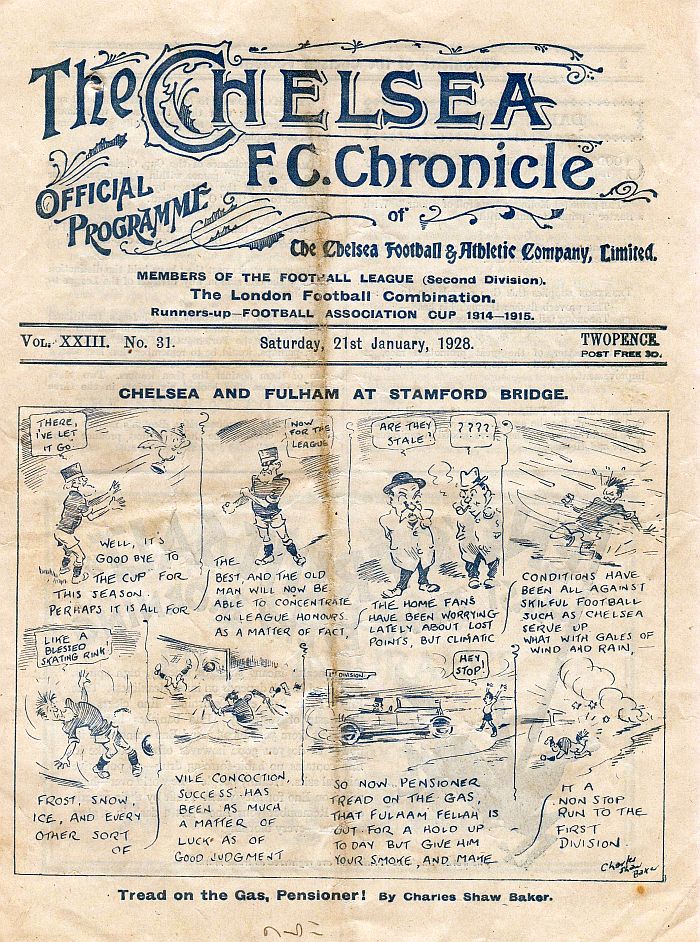 The CHELSEA
F.C. Chronicle
OFFICIAL
PROGRAMME
of
The Chelsea Football & Athletic Company, Limited.
MEMBERS OF THE FOOTBALL LEAGUE (Second Division).
The London Football Combination.
Runners-up—FOOTBALL ASSOCIATION CUP 1914—1915.
VOL. XXIII. No. 31.
Saturday, 21st January, 1928.
TWOPENCE.
POST FREE 3D.
CHELSEA AND FULHAM AT STAMFORD BRIDGE.
THERE,
I'VE LET
IT GO.
WELL, IT'S
GOOD BYE TO
THE CUP FOR
THIS SEASON.
PERHAPS IT IS ALL FOR
NOW
FOR THE
LEAGUE
THE
BEST AND THE OLD
MAN WILL NOW BE
ABLE TO CONCENTRATE
ON LEAGUE HONOURS.
AS A MATTER OF FACT,
ARE THEY
STALE?
????
THE HOME FANS
HAVE BEEN WORRYING
LATELY ABOUT LOST
POINTS, BUT CLIMATIC
CONDITIONS HAVE
BEEN ALL AGAINST
SKILFUL FOOTBALL
SUCH AS CHELSEA
SERVE UP
WHAT WITH GALES OF
WIND AND RAIN,
LIKE A
BLESSED
SKATING RINK!
FROST, SNOW,
ICE, AND EVERY
OTHER SORT
OF
VILE CONCOCTION,
SUCCESS HAS
BEEN AS MUCH
A MATTER OF
LUCK AS OF
GOOD JUDGMENT
1ST DIVISION
HEY
STOP!
SO NOW PENSIONER
TREAD ON THE GAS,
THAT FULHAM FELLAH IS
OUT FOR A HOLD UP
TO DAY BUT GIVE HIM
YOUR SMOKE, AND MAKE
IT A
NON STOP
RUN TO THE
FIRST
DIVISION.
Charles
Shaw
Baker
Tread on the Gas, Pensioner! By Charles Shaw Baker.